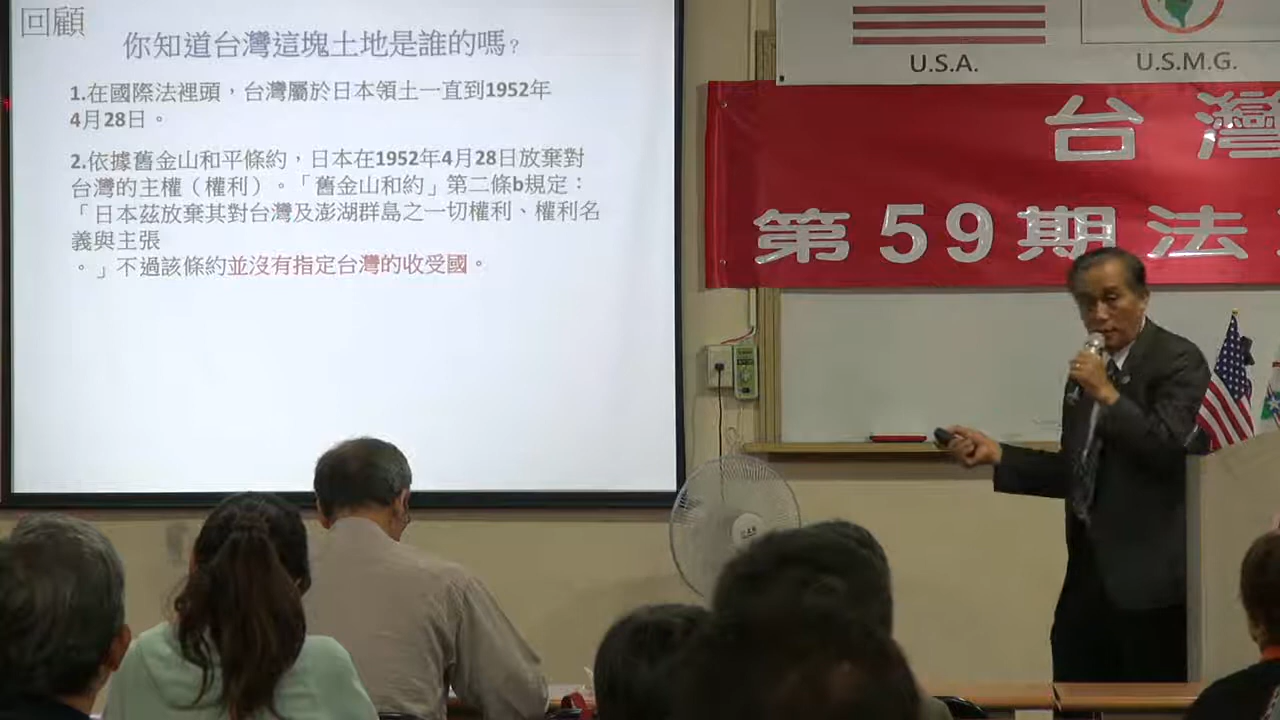 回顧
你知道台灣這塊土地是誰的嗎?
1.在國際法裡頭，台灣屬於日本領土一直到1952年
4月28日。
2.依據舊金山和平條約，日本在1952年4月28日放棄對
台灣的主權（權利）。「舊金山和約」第二條b規定：
「日本茲放棄其對台灣及澎湖群島之一切權利、權利名
義與主張
。」不過該條約並沒有指定台灣的收受國。
U.S.A.
U.S.M.G.
台灣
第59期法